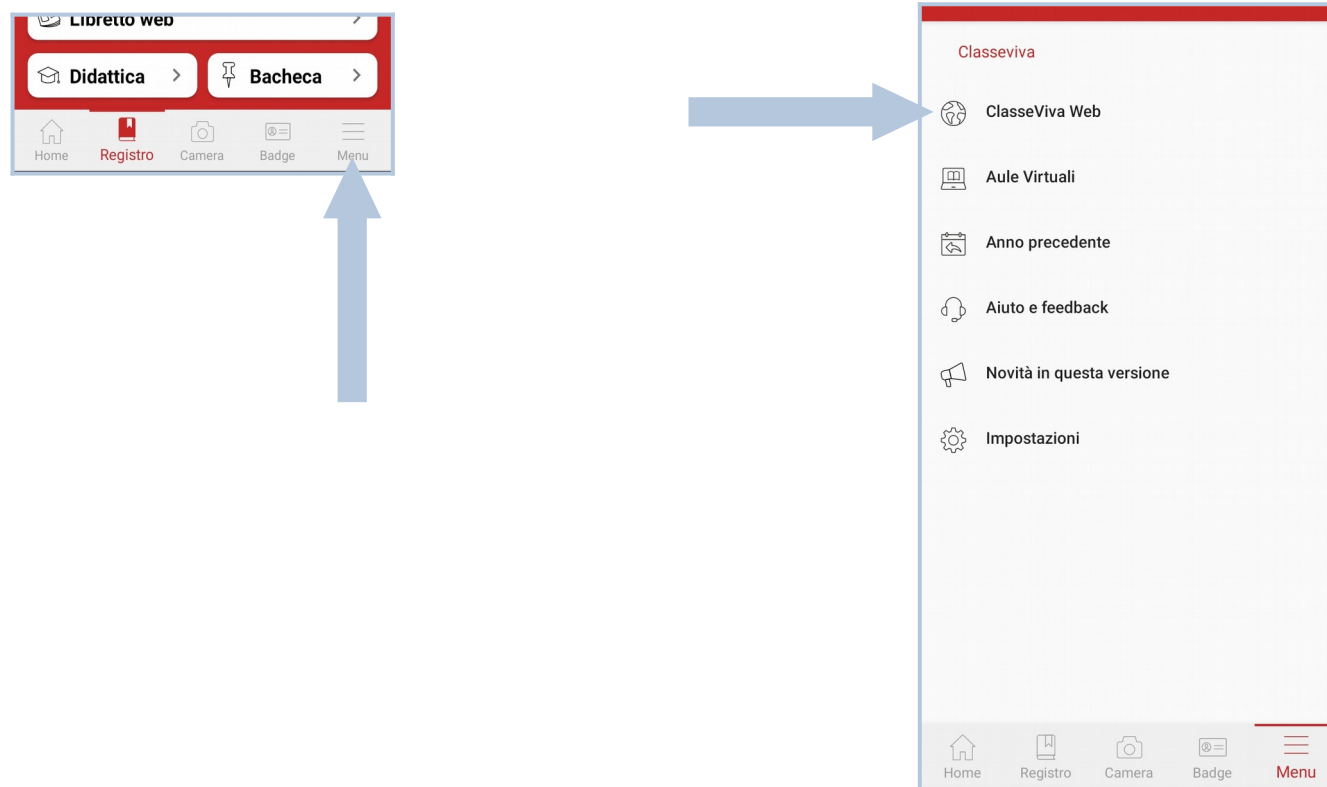 Libretto web
Didattica
Bacheca
Home Registro Camera Badge Menu
Classeviva
ClasseViva Web
Aule Virtuali
Anno precedente
Aiuto e feedback
Novità in questa versione
Impostazioni
Home Registro Camera Badge Menu